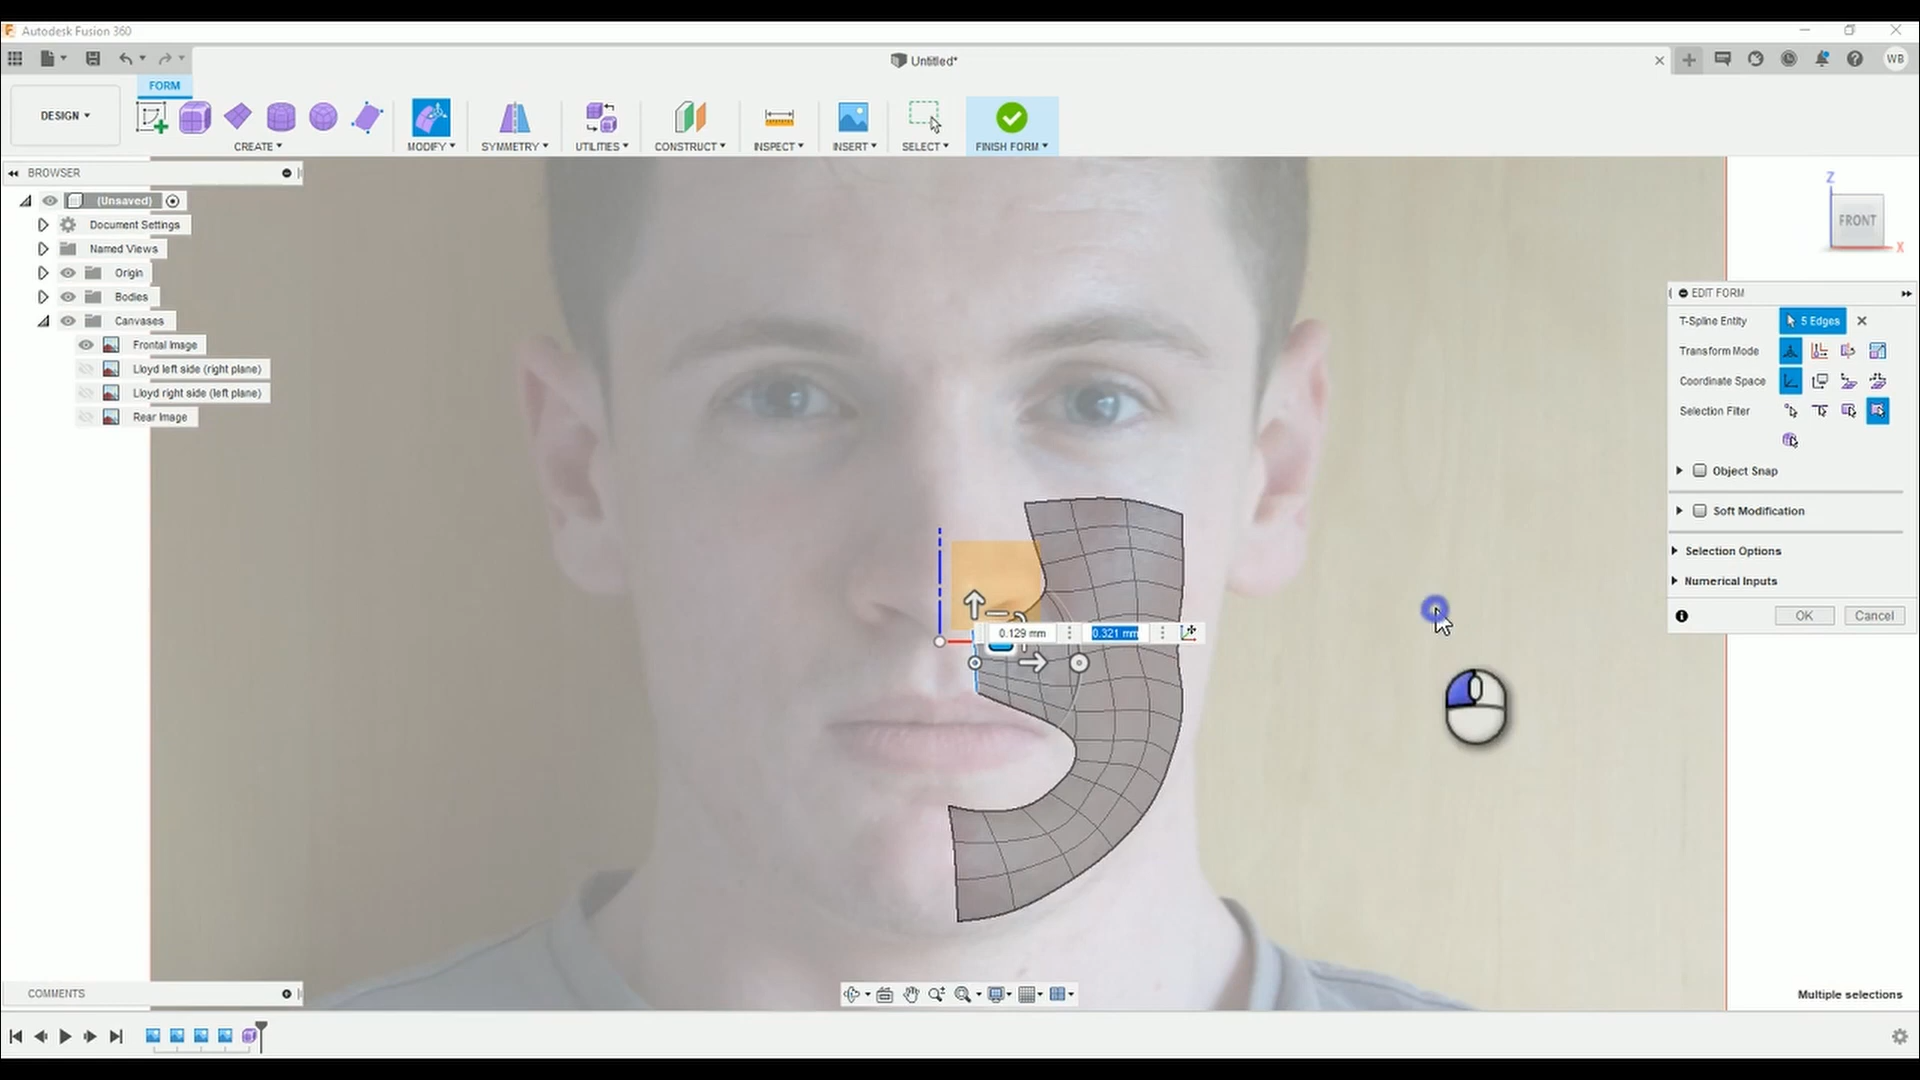 Autodesk Fusion 360
Untitled*
WB
FORM
DESIGN
CREATE
MODIFY
SYMMETRY
UTILITIES
CONSTRUCT
INSPECT
INSERT
SELECT
FINISH FORM
BROWSER
(Unsaved)
Document Settings
Named Views
Origin
Bodies
Canvases
Frontal Image
Lloyd left side (right plane)
Lloyd right side (left plane)
Rear Image
Z
FRONT
X
EDIT FORM
T-Spline Entity
5 Edges
Transform Mode
Coordinate Space
Selection Filter
Object Snap
Soft Modification
Selection Options
Numerical Inputs
OK
Cancel
0.129 mm
0.321 mm
COMMENTS
Multiple selections